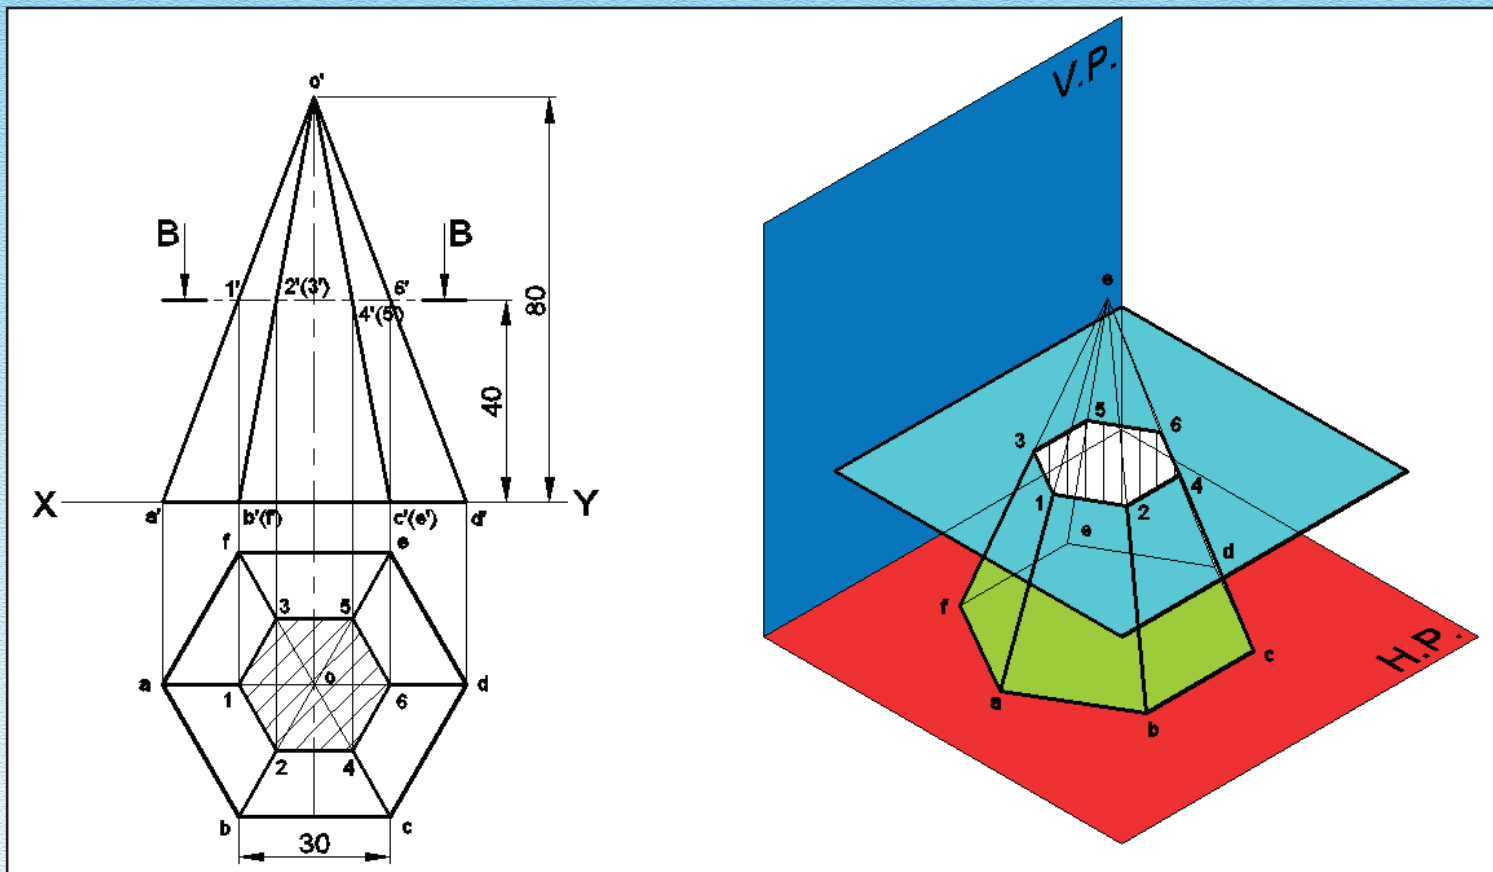 o'
B B
1' 2'(3') 6'
4'(5')
80
40
X Y
a' b'(f') c'(e') d'
f e
3 5
a 1 o 6 d
2 4
b c
30
V.P.
e
5
3 6
1 4
2
e
d
f
c
a
b
H.P.